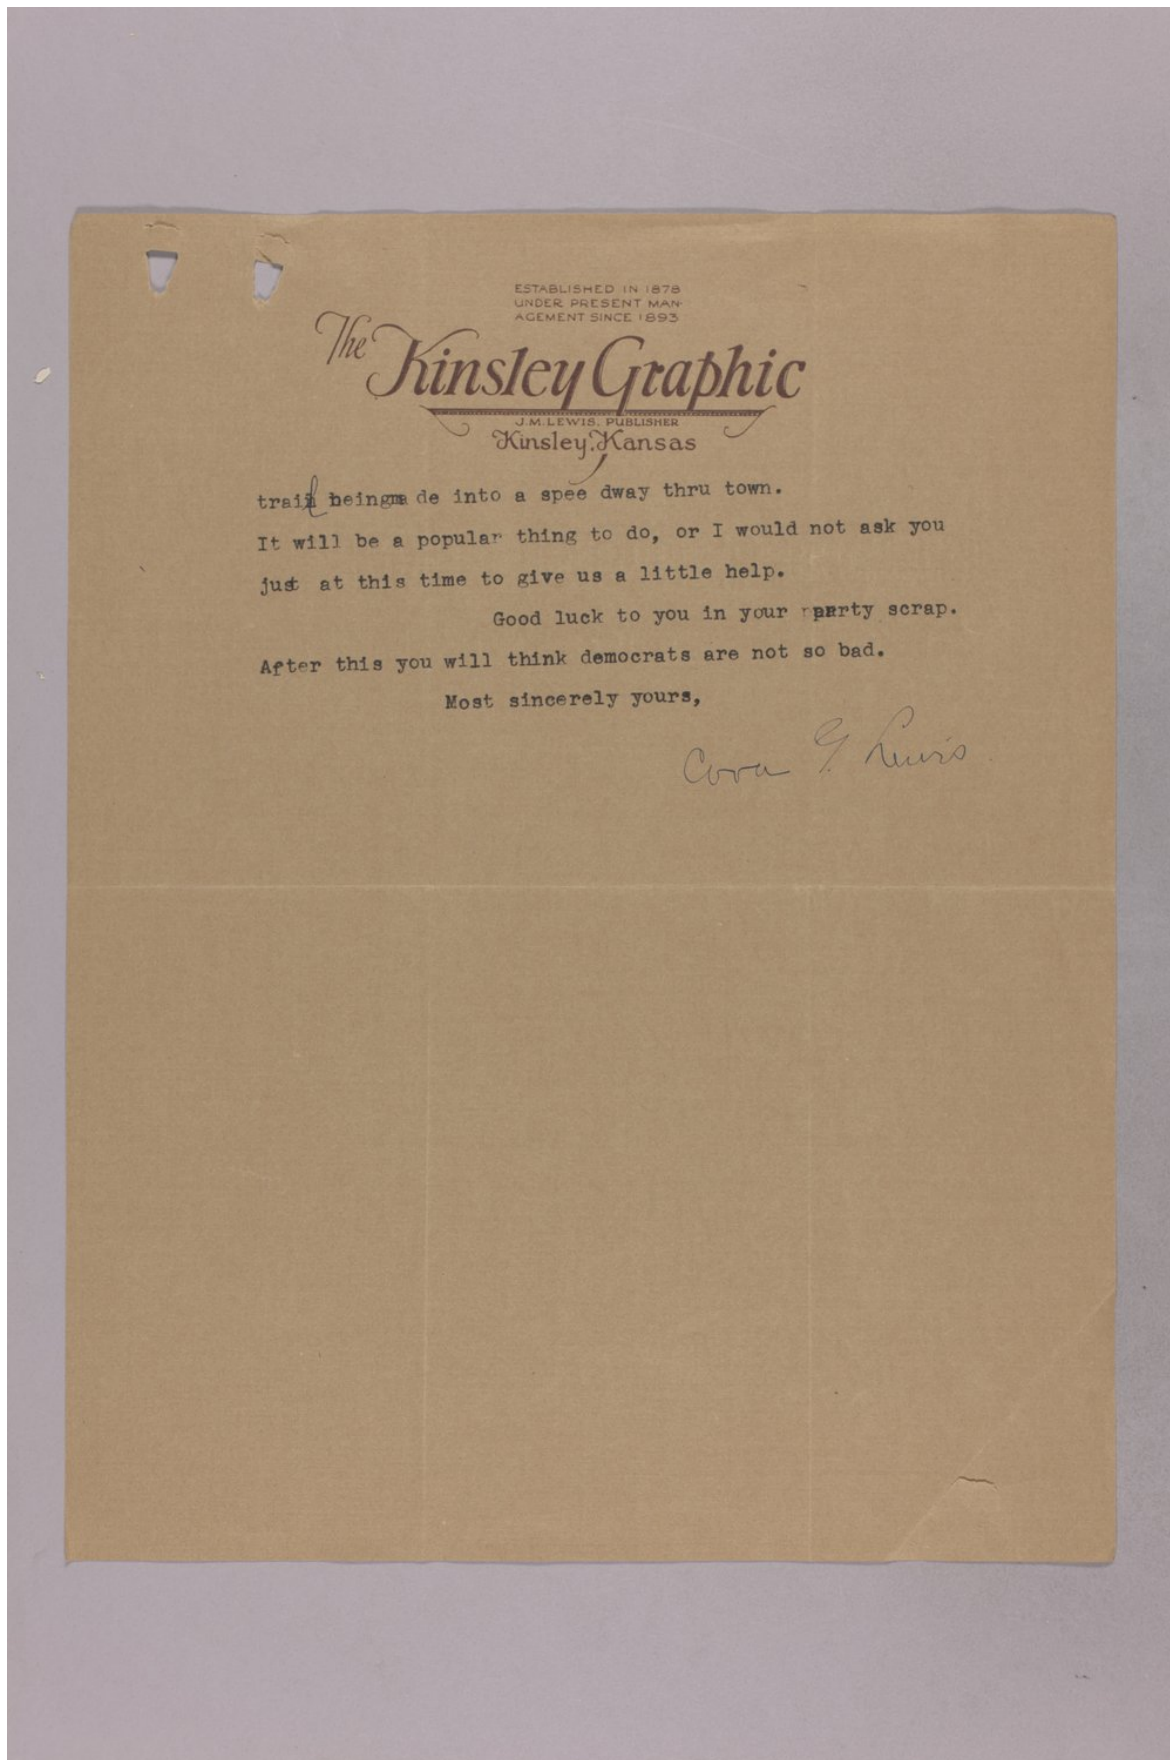 ESTABLISHED IN 1878
UNDER PRESENT MAN-
AGEMENT SINCE 1893
The Kinsley Graphic
J.M. LEWIS, PUBLISHER
Kinsley, Kansas
trail being made into a spee dway thru town.
It will be a popular thing to do, or I would not ask you
just at this time to give us a little help.
Good luck to you in your party scrap.
After this you will think democrats are not so bad.
Most sincerely yours,
Cora G. Lewis